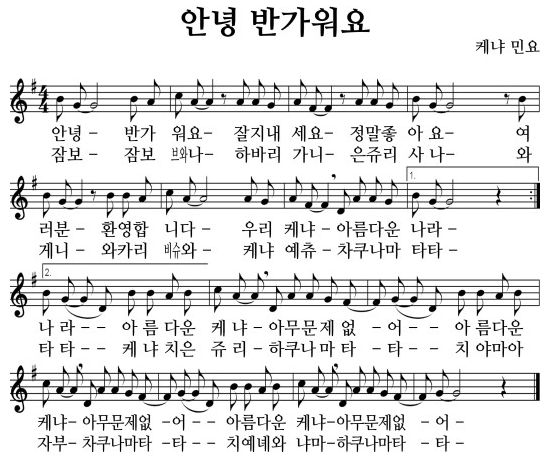 안녕 반가워요
케냐 민요
안녕- 반가 워요- 잘지내 세요- 정말좋 아 요- 여
잠보- 잠보 브와나- 하바리 가니- 은쥬리 사 나- 와
1.
러분- 환영합 니다- 우리 케냐-아름다운 나라-
게니- 와카리 비슈와- 케냐 예츄-차쿠나마 타타-
2.
나 라-- 아 름 다운 케 냐-아무문제 없-어-- 아 름다운
타 타-- 케 냐 치은 쥬 리-하쿠나마 타-타-- 치 야마아
케냐-아무문제없 -어-- 아름다운 케냐-아무문제없 -어-
자부-차쿠나마타 -타-- 치예녜와 냐마-하쿠나마타 -타-